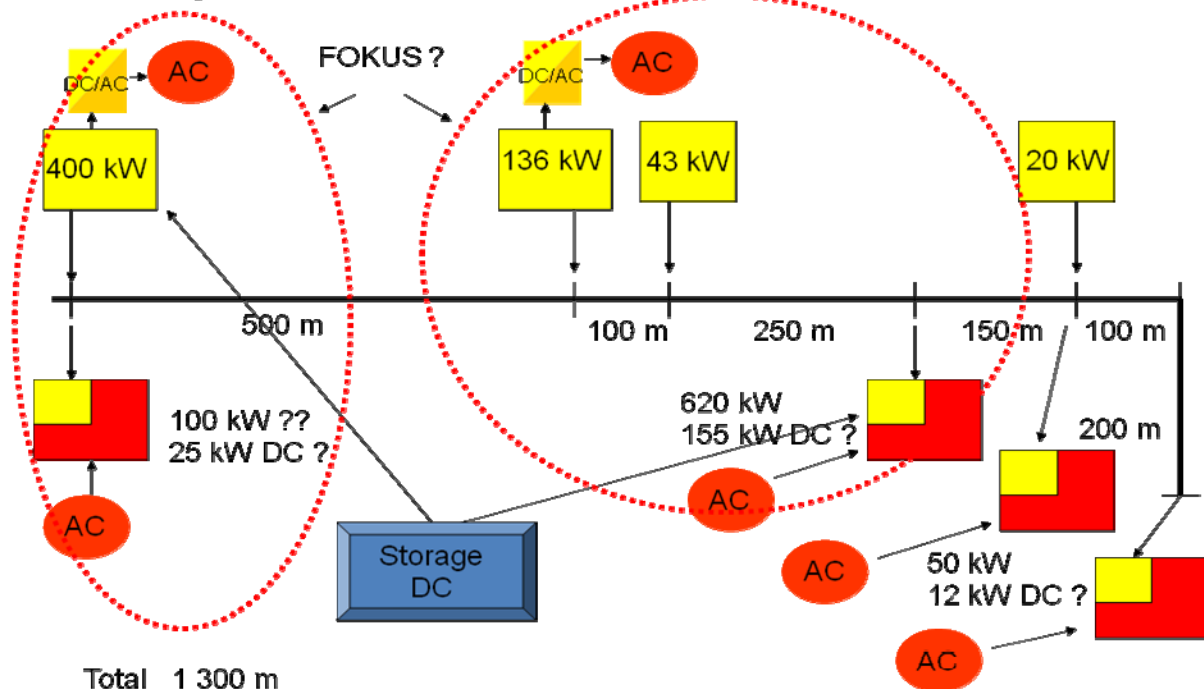 FOKUS ?
DC/AC
AC
DC/AC
AC
400 kW
136 kW
43 kW
20 kW
500 m
100 m
250 m
150 m
100 m
100 kW ??
25 kW DC ?
620 kW
155 kW DC ?
200 m
AC
AC
Storage
DC
AC
50 kW
12 kW DC ?
AC
Total 1 300 m